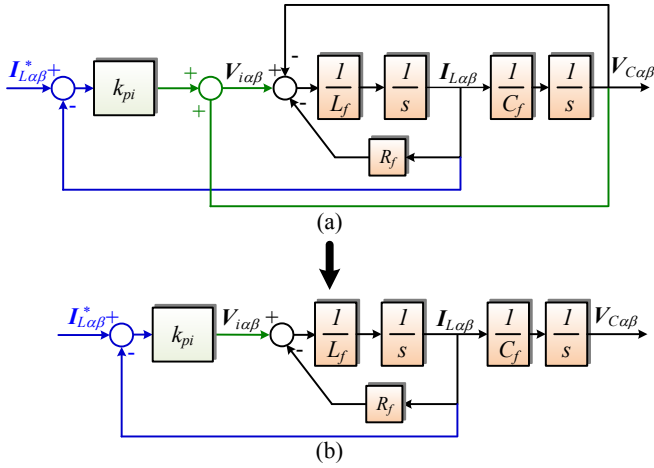 I*Lαβ + - kpi + + Viαβ + - - 1/Lf 1/s ILαβ 1/Cf 1/s VCαβ
Rf
(a)
I*Lαβ + - kpi Viαβ + - 1/Lf 1/s ILαβ 1/Cf 1/s VCαβ
Rf
(b)